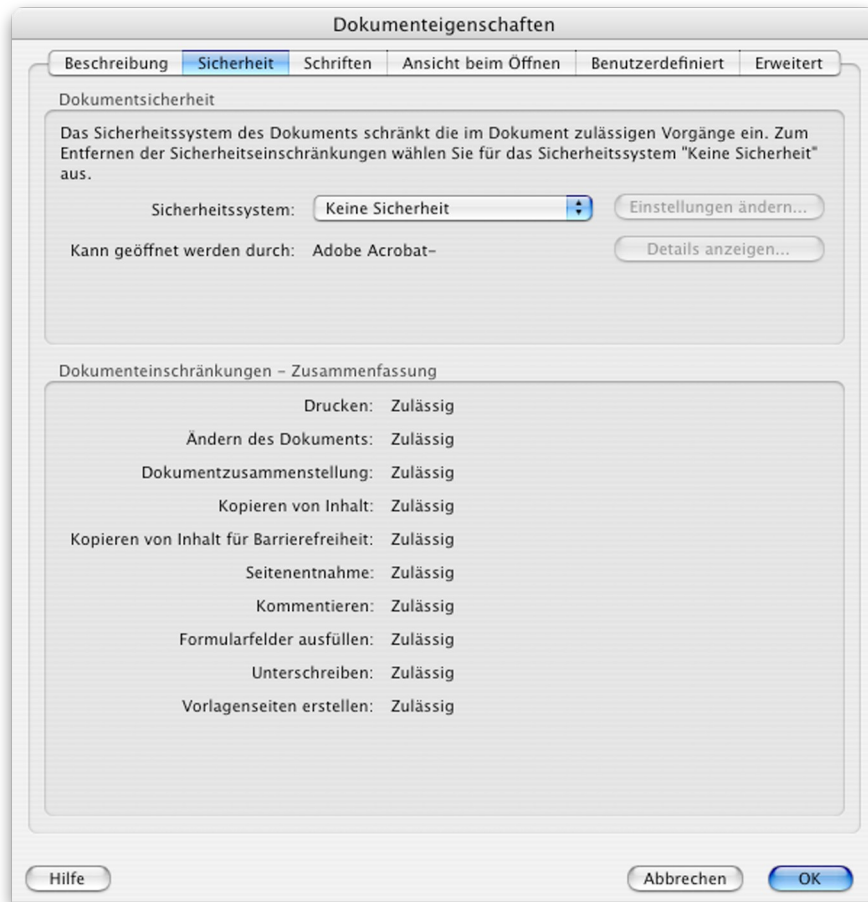 Dokumenteigenschaften
Beschreibung Sicherheit Schriften Ansicht beim Öffnen Benutzerdefiniert Erweitert
Dokumentsicherheit
Das Sicherheitssystem des Dokuments schränkt die im Dokument zulässigen Vorgänge ein. Zum
Entfernen der Sicherheitseinschränkungen wählen Sie für das Sicherheitssystem "Keine Sicherheit"
aus.
Sicherheitssystem: Keine Sicherheit Einstellungen ändern...
Kann geöffnet werden durch: Adobe Acrobat- Details anzeigen...
Dokumenteinschränkungen - Zusammenfassung
Drucken: Zulässig
Ändern des Dokuments: Zulässig
Dokumentzusammenstellung: Zulässig
Kopieren von Inhalt: Zulässig
Kopieren von Inhalt für Barrierefreiheit: Zulässig
Seitenentnahme: Zulässig
Kommentieren: Zulässig
Formularfelder ausfüllen: Zulässig
Unterschreiben: Zulässig
Vorlagenseiten erstellen: Zulässig
Hilfe Abbrechen OK